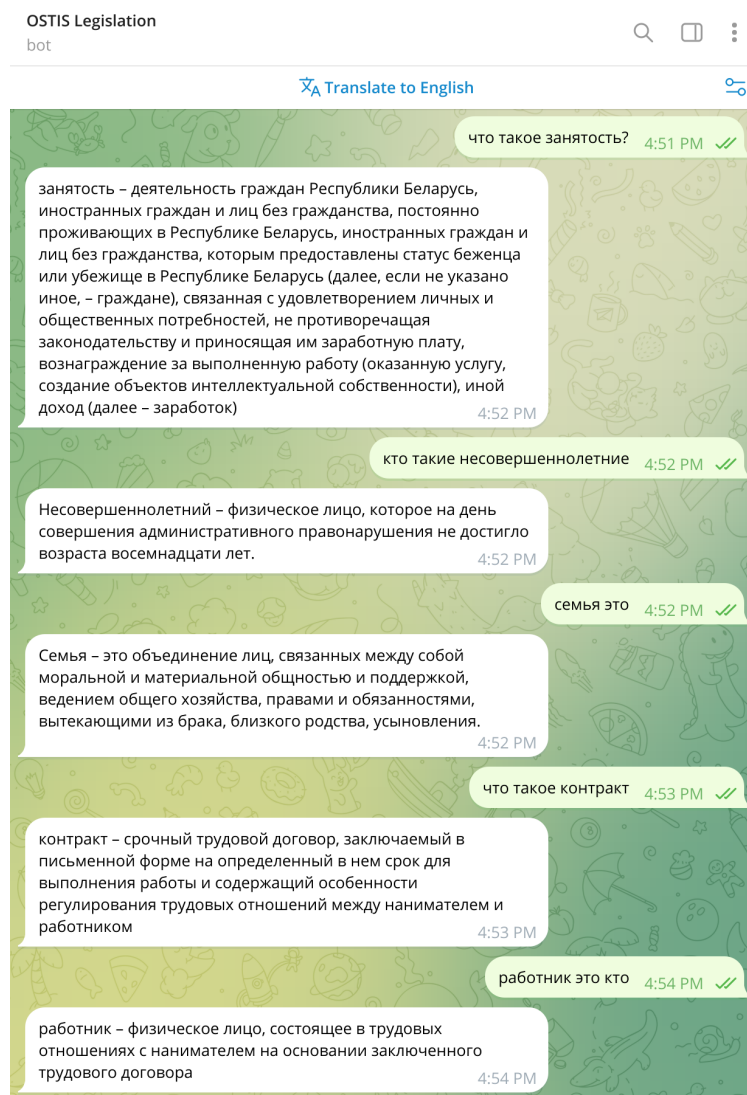 OSTIS Legislation
bot
Translate to English
что такое занятость? 4:51 PM
занятость – деятельность граждан Республики Беларусь,
иностранных граждан и лиц без гражданства, постоянно
проживающих в Республике Беларусь, иностранных граждан и
лиц без гражданства, которым предоставлены статус беженца
или убежище в Республике Беларусь (далее, если не указано
иное, – граждане), связанная с удовлетворением личных и
общественных потребностей, не противоречащая
законодательству и приносящая им заработную плату,
вознаграждение за выполненную работу (оказанную услугу,
создание объектов интеллектуальной собственности), иной
доход (далее – заработок) 4:52 PM
кто такие несовершеннолетние 4:52 PM
Несовершеннолетний – физическое лицо, которое на день
совершения административного правонарушения не достигло
возраста восемнадцати лет. 4:52 PM
семья это 4:52 PM
Семья – это объединение лиц, связанных между собой
моральной и материальной общностью и поддержкой,
ведением общего хозяйства, правами и обязанностями,
вытекающими из брака, близкого родства, усыновления.
4:52 PM
что такое контракт 4:53 PM
контракт – срочный трудовой договор, заключаемый в
письменной форме на определенный в нем срок для
выполнения работы и содержащий особенности
регулирования трудовых отношений между нанимателем и
работником 4:53 PM
работник это кто 4:54 PM
работник – физическое лицо, состоящее в трудовых
отношениях с нанимателем на основании заключенного
трудового договора 4:54 PM